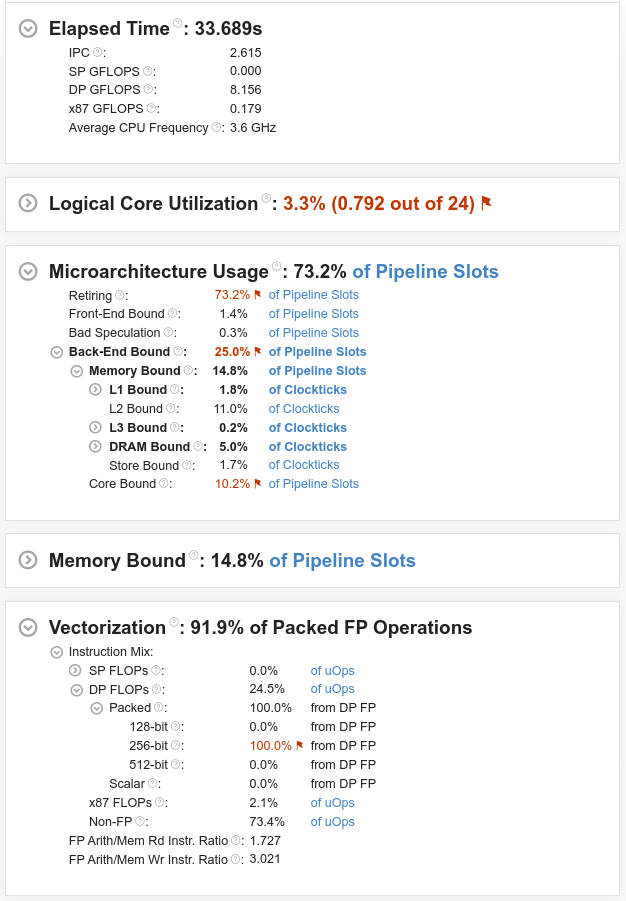 Elapsed Time ?: 33.689s
IPC ?: 2.615
SP GFLOPS ?: 0.000
DP GFLOPS ?: 8.156
x87 GFLOPS ?: 0.179
Average CPU Frequency ?: 3.6 GHz
Logical Core Utilization ?: 3.3% (0.792 out of 24)
Microarchitecture Usage ?: 73.2% of Pipeline Slots
Retiring ?: 73.2% of Pipeline Slots
Front-End Bound ?: 1.4% of Pipeline Slots
Bad Speculation ?: 0.3% of Pipeline Slots
Back-End Bound ?: 25.0% of Pipeline Slots
Memory Bound ?: 14.8% of Pipeline Slots
L1 Bound ?: 1.8% of Clockticks
L2 Bound ?: 11.0% of Clockticks
L3 Bound ?: 0.2% of Clockticks
DRAM Bound ?: 5.0% of Clockticks
Store Bound ?: 1.7% of Clockticks
Core Bound ?: 10.2% of Pipeline Slots
Memory Bound ?: 14.8% of Pipeline Slots
Vectorization ?: 91.9% of Packed FP Operations
Instruction Mix:
SP FLOPs ?: 0.0% of uOps
DP FLOPs ?: 24.5% of uOps
Packed ?: 100.0% from DP FP
128-bit ?: 0.0% from DP FP
256-bit ?: 100.0% from DP FP
512-bit ?: 0.0% from DP FP
Scalar ?: 0.0% from DP FP
x87 FLOPs ?: 2.1% of uOps
Non-FP ?: 73.4% of uOps
FP Arith/Mem Rd Instr. Ratio ?: 1.727
FP Arith/Mem Wr Instr. Ratio ?: 3.021